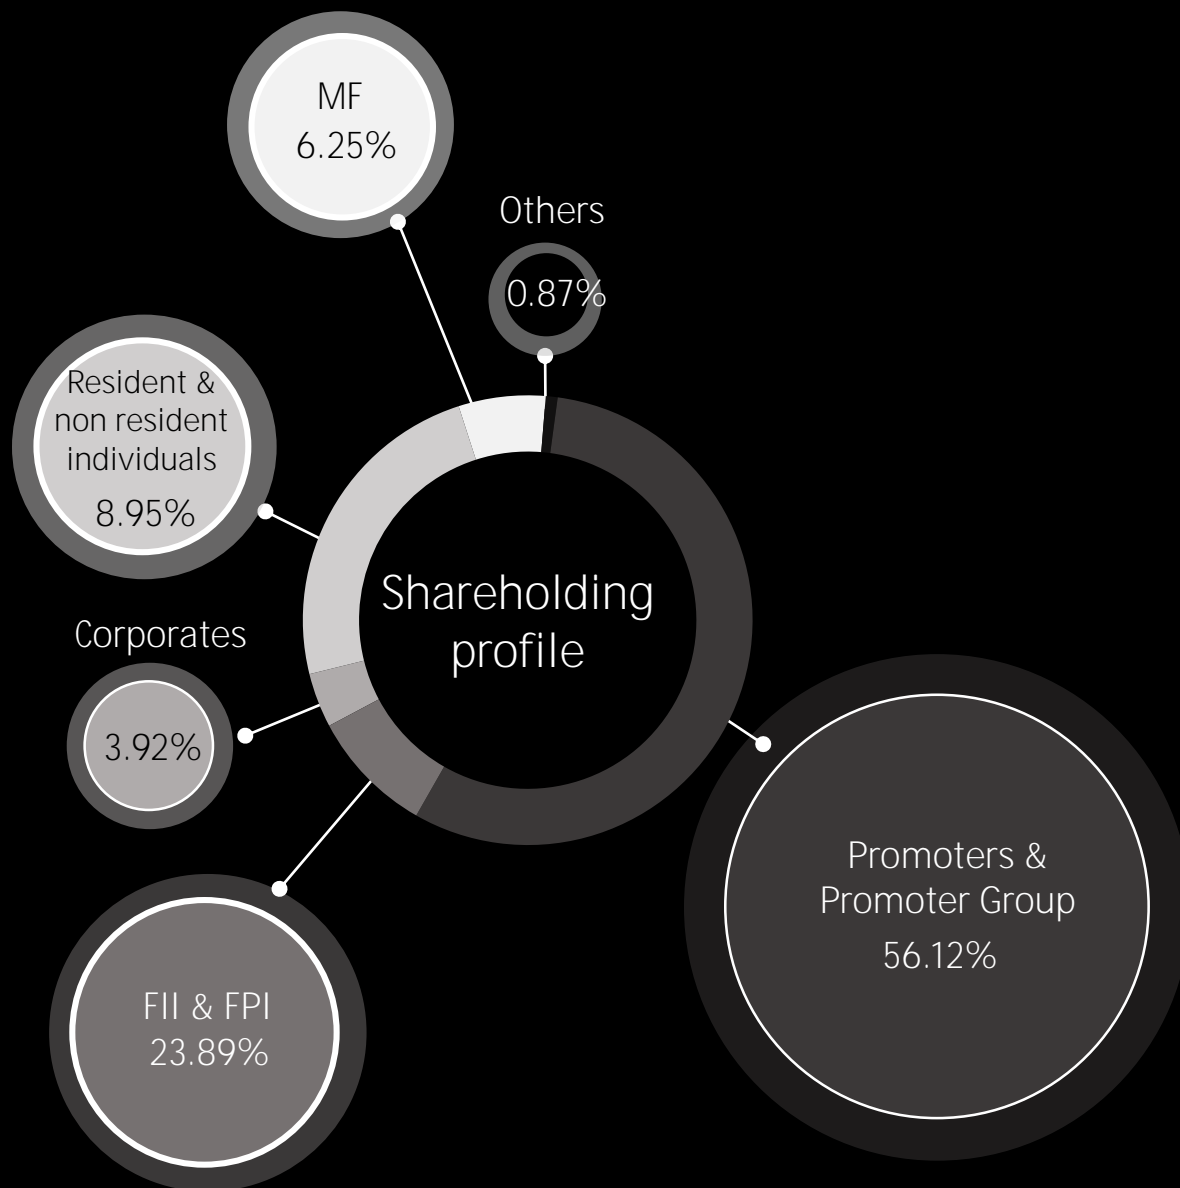 MF
6.25%
Others
0.87%
Resident &
non resident
individuals
8.95%
Shareholding
profile
Corporates
3.92%
Promoters &
Promoter Group
56.12%
FII & FPI
23.89%